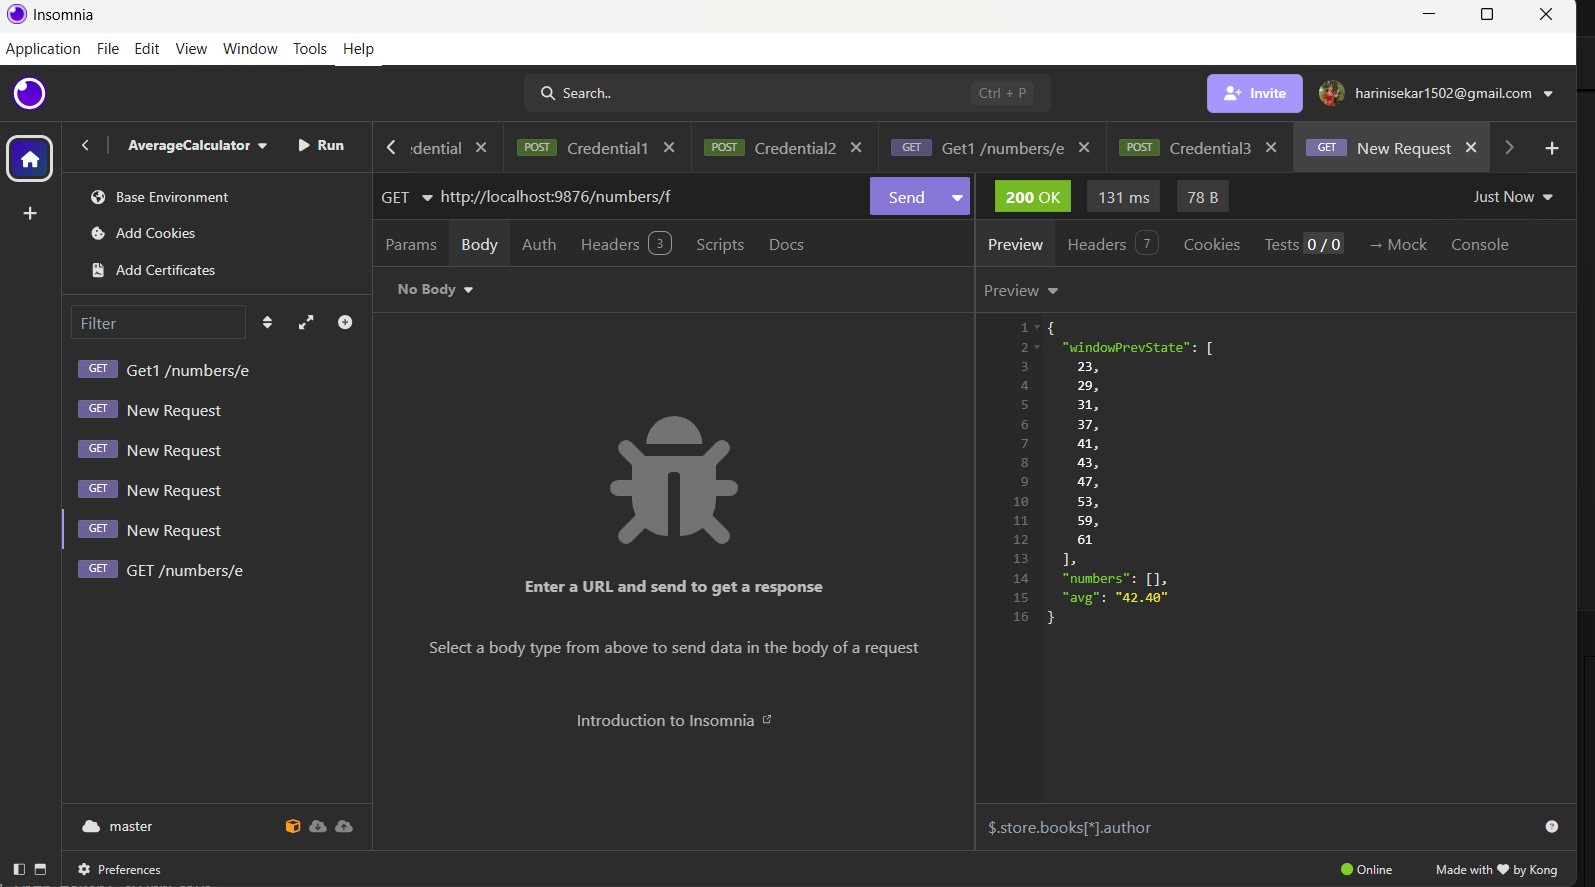 Insomnia
Application File Edit View Window Tools Help
Search.. Ctrl + P
Invite
harinisekar1502@gmail.com
AverageCalculator Run
edential POST Credential1 POST Credential2 GET Get1 /numbers/e POST Credential3 GET New Request
Base Environment
Add Cookies
Add Certificates
Filter
GET Get1 /numbers/e
GET New Request
GET New Request
GET New Request
GET New Request
GET GET /numbers/e
GET http://localhost:9876/numbers/f Send
Params Body Auth Headers 3 Scripts Docs
No Body
Enter a URL and send to get a response
Select a body type from above to send data in the body of a request
Introduction to Insomnia
200 OK 131 ms 78 B Just Now
Preview Headers 7 Cookies Tests 0 / 0 → Mock Console
Preview
1 {
2 "windowPrevState": [
3 23,
4 29,
5 31,
6 37,
7 41,
8 43,
9 47,
10 53,
11 59,
12 61
13 ],
14 "numbers": [],
15 "avg": "42.40"
16 }
$.store.books[*].author
master
Preferences
Online Made with ❤ by Kong